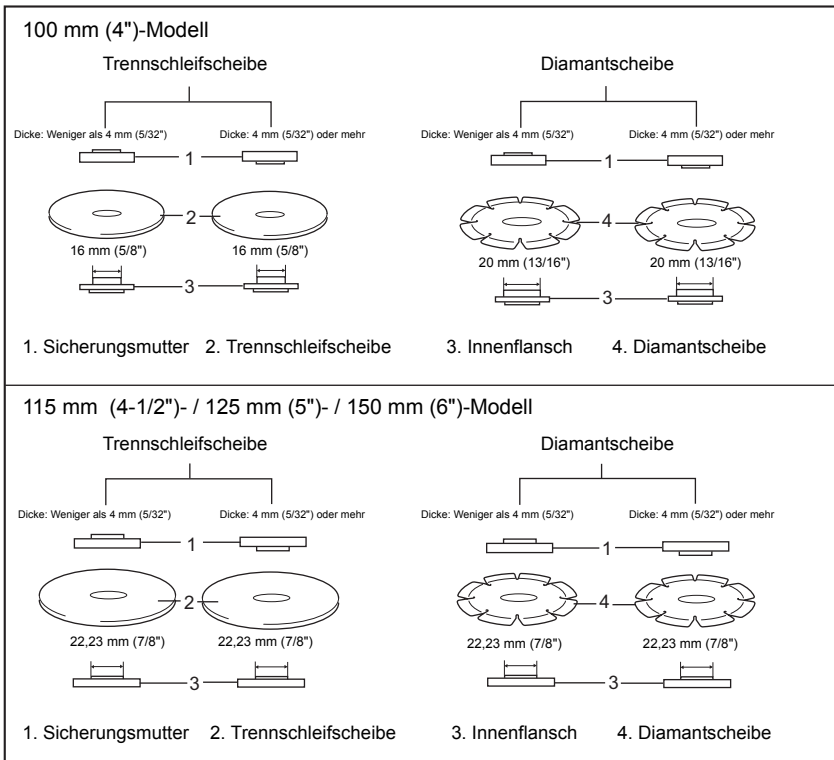 100 mm (4")-Modell
Trennschleifscheibe Diamantscheibe
Dicke: Weniger als 4 mm (5/32") Dicke: 4 mm (5/32") oder mehr Dicke: Weniger als 4 mm (5/32") Dicke: 4 mm (5/32") oder mehr
1 1
2 4
16 mm (5/8") 16 mm (5/8") 20 mm (13/16") 20 mm (13/16")
3 3
1. Sicherungsmutter 2. Trennschleifscheibe 3. Innenflansch 4. Diamantscheibe
115 mm (4-1/2")- / 125 mm (5")- / 150 mm (6")-Modell
Trennschleifscheibe Diamantscheibe
Dicke: Weniger als 4 mm (5/32") Dicke: 4 mm (5/32") oder mehr Dicke: Weniger als 4 mm (5/32") Dicke: 4 mm (5/32") oder mehr
1 1
2 4
22,23 mm (7/8") 22,23 mm (7/8") 22,23 mm (7/8") 22,23 mm (7/8")
3 3
1. Sicherungsmutter 2. Trennschleifscheibe 3. Innenflansch 4. Diamantscheibe